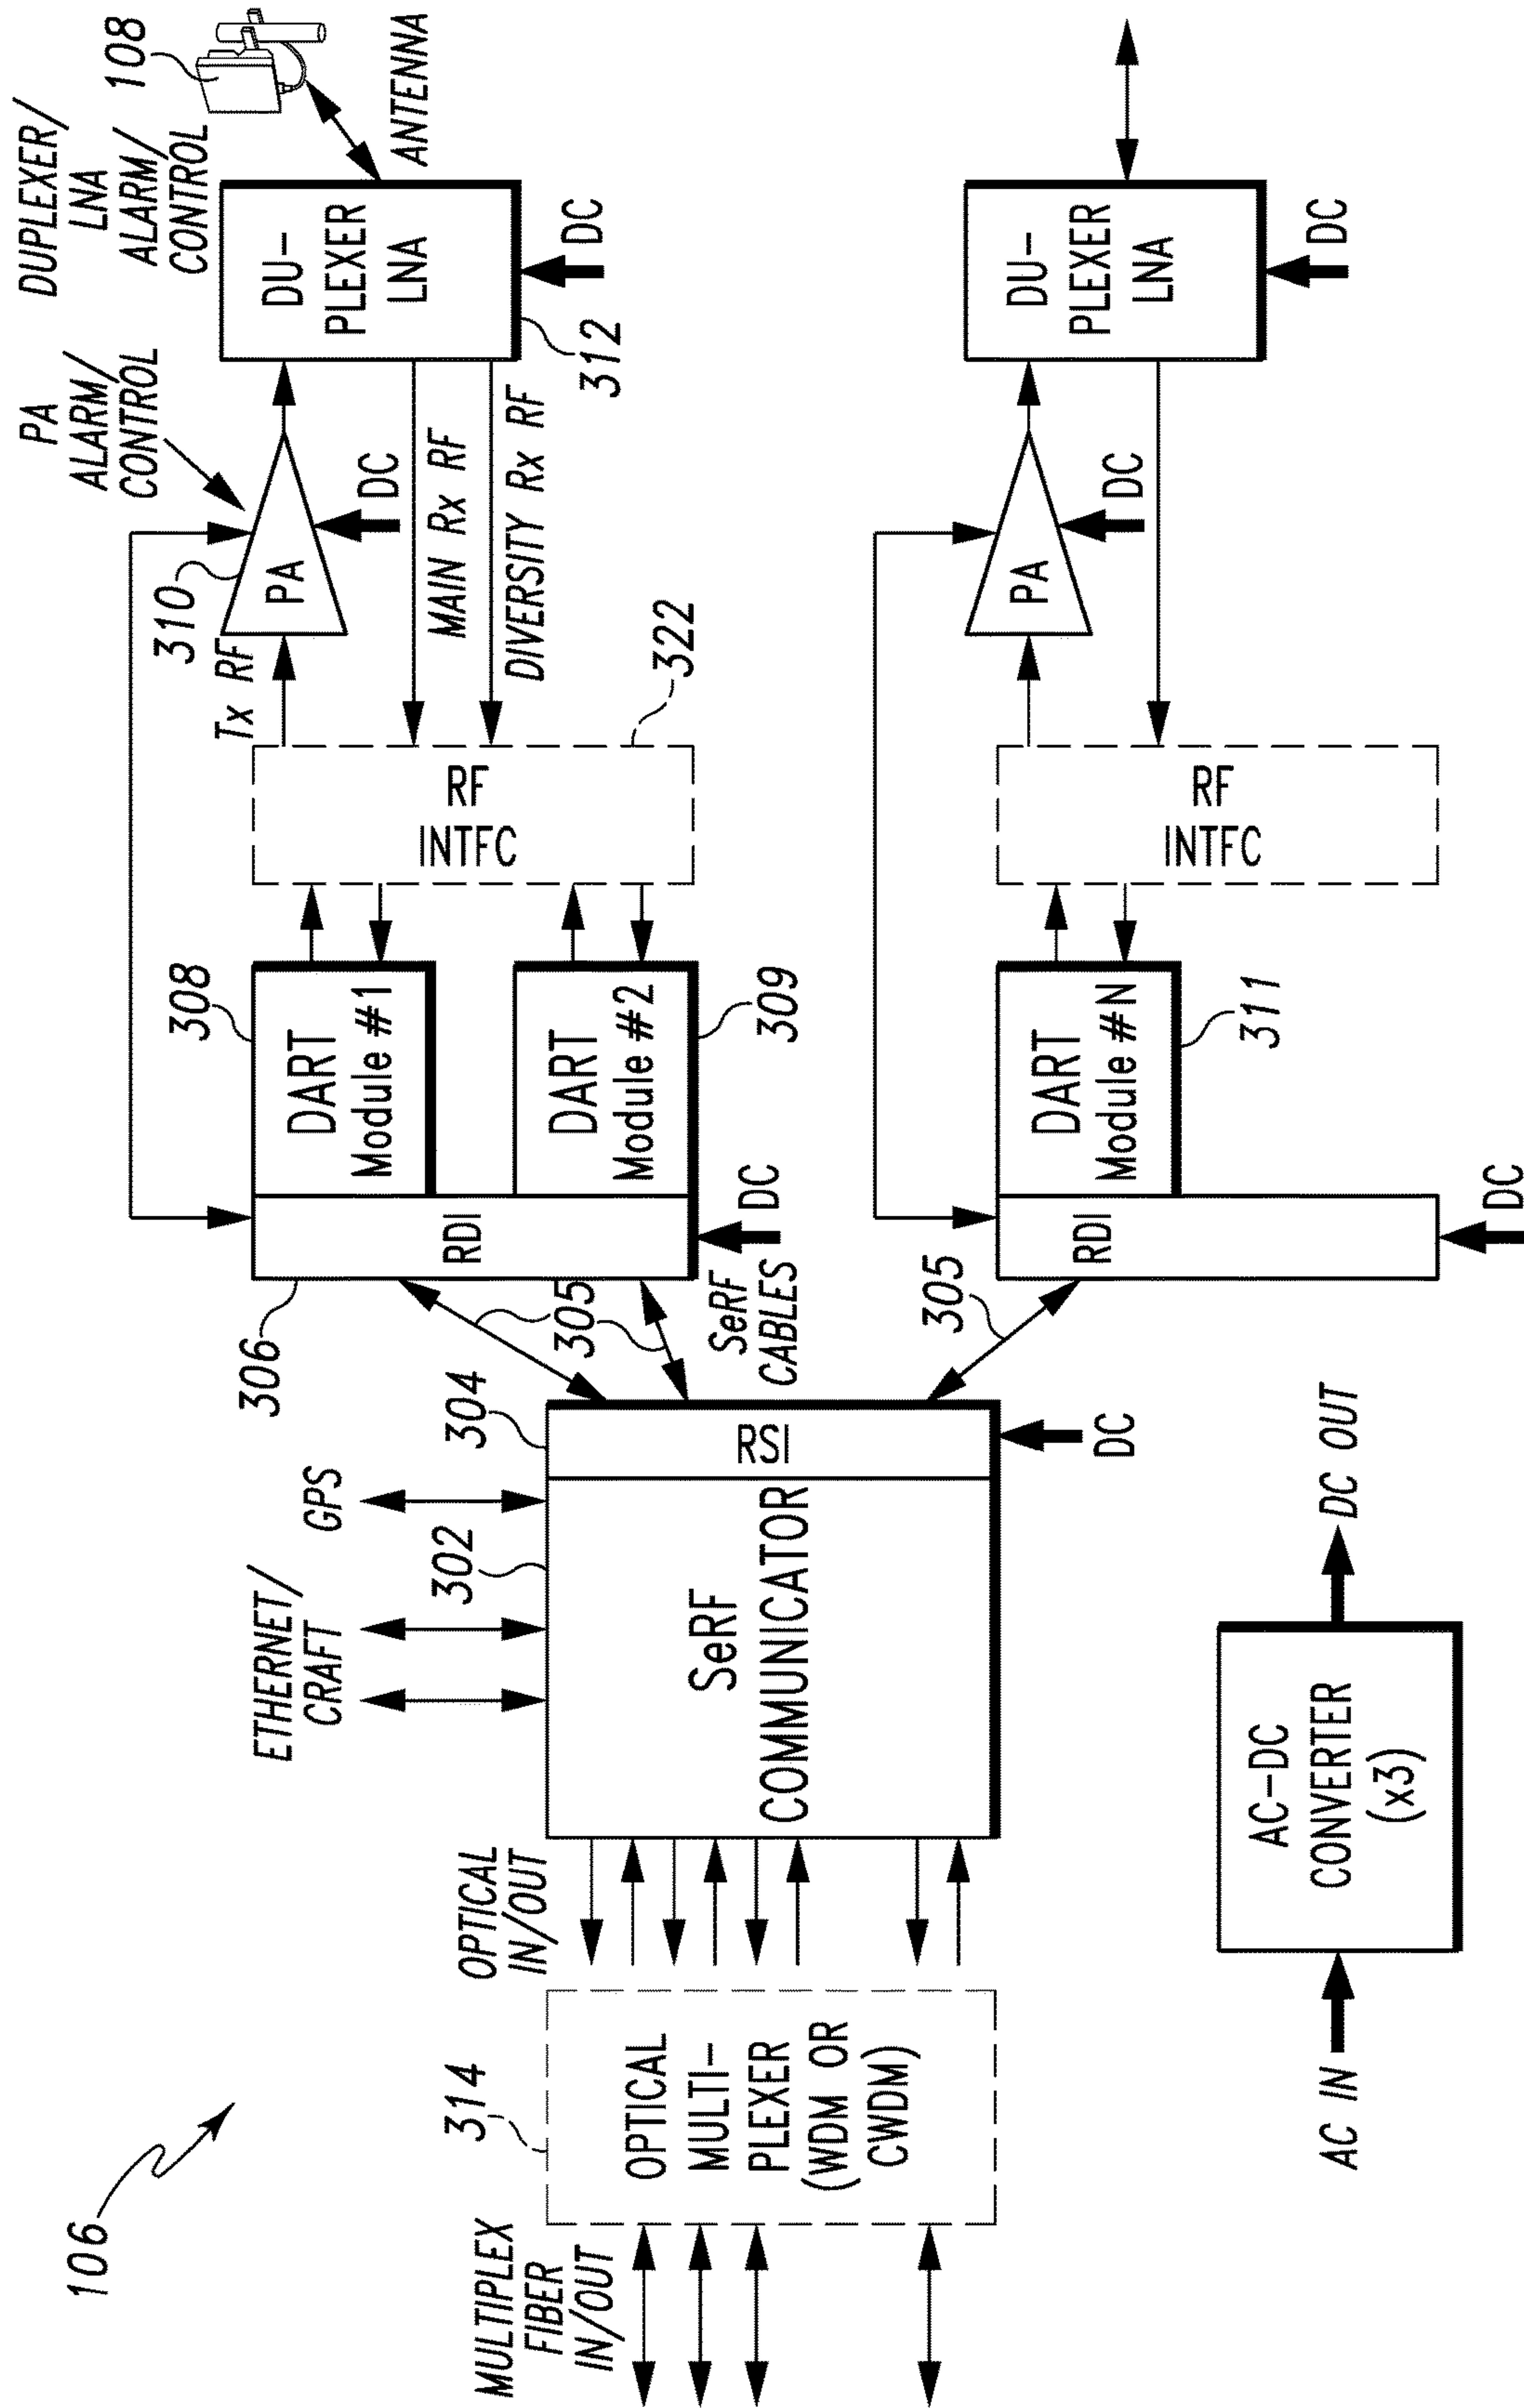 106
MULTIPLEX
FIBER
IN/OUT
314
OPTICAL
MULTI-
PLEXER
(WDM OR
CWDM)
OPTICAL
IN/OUT
ETHERNET/
CRAFT
GPS
302
304
SeRF
COMMUNICATOR
RSI
DC
306
305
305
SeRF
CABLES
305
RDI
DC
308
DART
Module #1
DART
Module #2
309
RF
INTFC
322
Tx RF
310
PA
PA
ALARM/
CONTROL
DC
MAIN Rx RF
DIVERSITY Rx RF
DUPLEXER/
LNA
ALARM/
CONTROL
DU-
PLEXER
LNA
312
DC
108
ANTENNA
RDI
DC
DART
Module #N
311
RF
INTFC
PA
DC
DU-
PLEXER
LNA
DC
AC IN
AC-DC
CONVERTER
(x3)
DC OUT